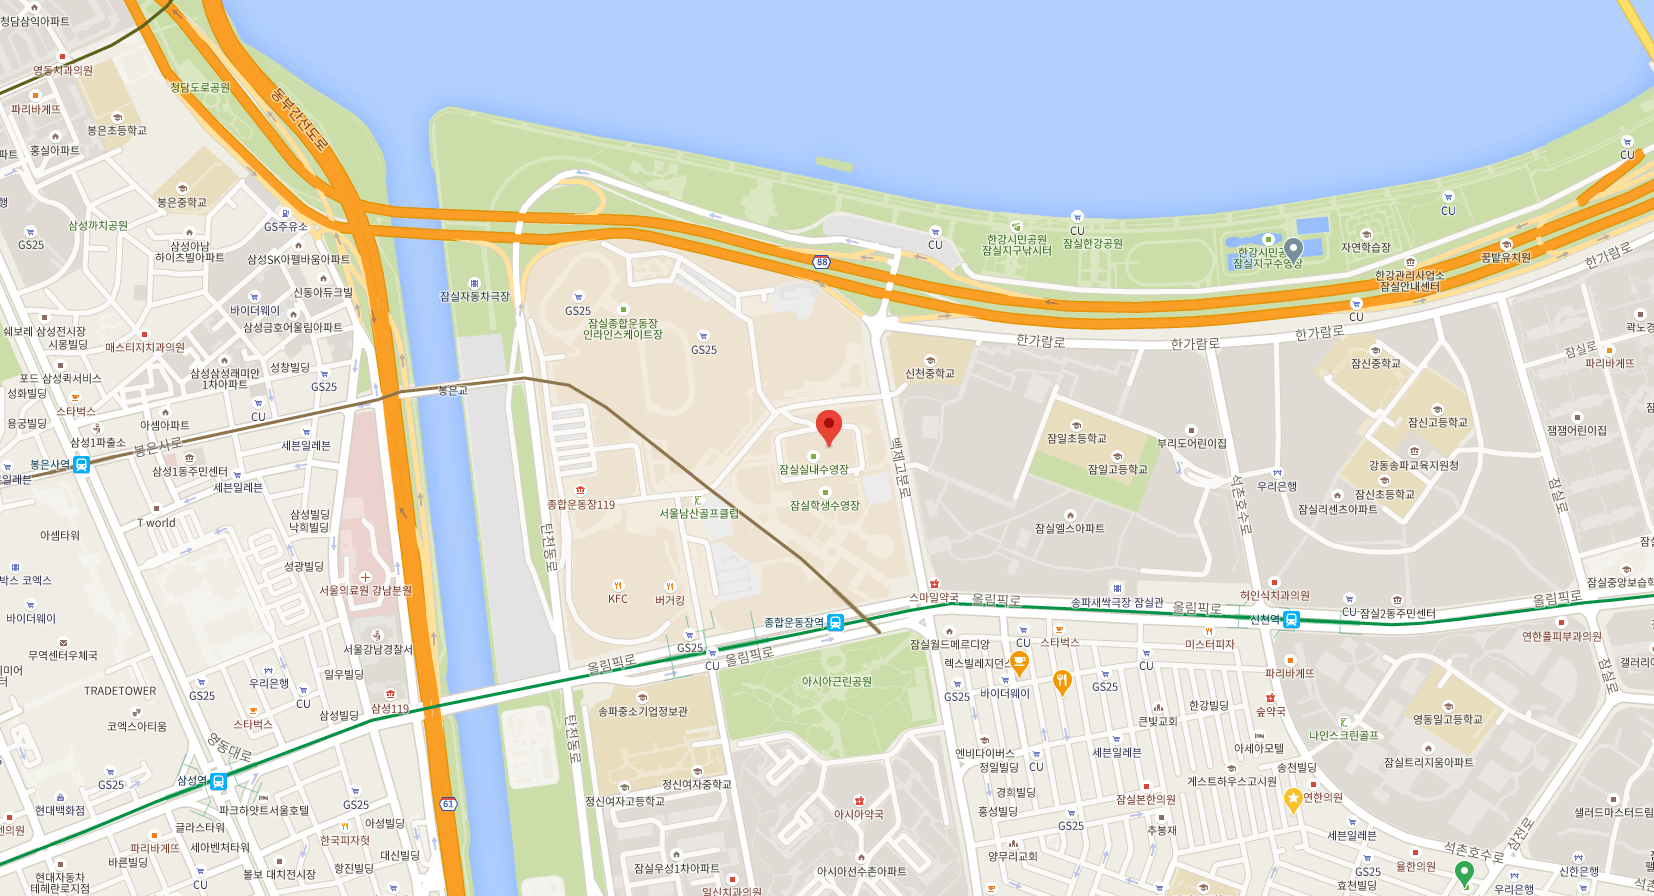 청담삼익아파트
영동치과의원
파리바게뜨
봉은초등학교
홍실아파트
파트
청담도로공원
동부간선도로
봉은중학교
은행
삼성까치공원
GS주유소
GS25
삼성아남
하이츠빌아파트
삼성SK아펠바움아파트
신동아듀크빌
바이더웨이
삼성금호어울림아파트
쉐보레 삼성전시장
시몽빌딩
매스티지치과의원
포드 삼성퀵서비스
성화빌딩
삼성삼성래미안
1차아파트
성창빌딩
GS25
스타벅스
용궁빌딩
아셈아파트
CU
삼성1파출소
봉은사로
세븐일레븐
봉은사역
삼성1동주민센터
세븐일레븐
일레븐
T world
삼성빌딩
낙희빌딩
아셈타워
성광빌딩
박스 코엑스
바이더웨이
서울의료원 강남분원
무역센터우체국
서울강남경찰서
미어
터
TRADETOWER
우리은행
일우빌딩
GS25
CU
코엑스아티움
스타벅스
삼성빌딩
삼성119
영동대로
삼성역
GS25
현대백화점
파크하얏트서울호텔
GS25
의원
글라스타워
아성빌딩
파리바게뜨
세아벤처타워
한국피자헛
바른빌딩
대신빌딩
현대자동차
테헤란로지점
CU
볼보 대치전시장
항진빌딩
61
88
잠실자동차극장
봉은교
GS25
잠실종합운동장
인라인스케이트장
GS25
잠실실내수영장
잠실학생수영장
종합운동장119
서울남산골프클럽
탄천동로
KFC
버거킹
종합운동장역
GS25
CU
올림픽로
올림픽로
탄천동로
송파중소기업정보관
아시아근린공원
정신여자중학교
정신여자고등학교
아시아약국
잠실우성1차아파트
일신치과의원
아시아선수촌아파트
CU
한강시민공원
잠실지구낚시터
CU
잠실한강공원
한강시민공원
잠실지구수영장
자연학습장
CU
CU
꿈밭유치원
한강관리사업소
잠실안내센터
한가람로
CU
한가람로
한가람로
한가람로
신천중학교
백제고분로
잠일초등학교
잠일고등학교
부리도어린이집
석촌호수로
우리은행
잠실엘스아파트
잠신중학교
잠신고등학교
강동송파교육지원청
잠신초등학교
잠실리센츠아파트
잠실로
파리바게뜨
곽노경
잼잼어린이집
잠실로
잠실중앙보습학
스마일약국
올림픽로
송파새싹극장 잠실관
올림픽로
허인식치과의원
신천역
CU
잠실2동주민센터
올림픽로
연한플피부과의원
잠실월드메르디앙
CU
스타벅스
미스터피자
렉스빌레지던스
CU
파리바게뜨
갤러리아
잠실로
바이더웨이
GS25
GS25
큰빛교회
한강빌딩
숲약국
영동일고등학교
나인스크린골프
엔비다이버스
정일빌딩
CU
세븐일레븐
아세아모텔
송천빌딩
잠실트리지움아파트
경희빌딩
게스트하우스고시원
홍성빌딩
GS25
잠실본한의원
추봉재
연한의원
샐러드마스터드림
세븐일레븐
양무리교회
석촌호수로
삼전로
GS25
율한의원
효천빌딩
우리은행
신한은행